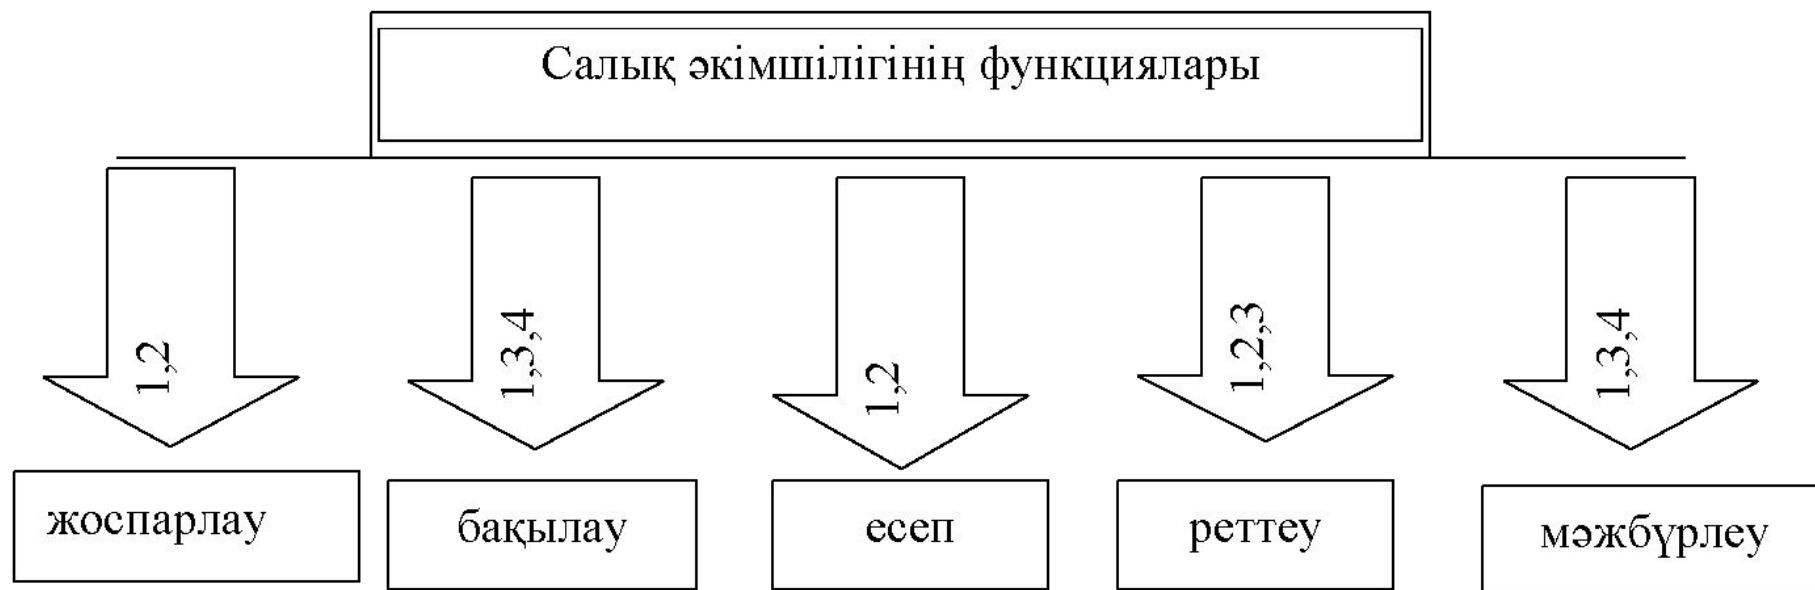 Салық әкімшілігінің функциялары
1,2
1,3,4
1,2
1,2,3
1,3,4
жоспарлау
бақылау
есеп
реттеу
мәжбүрлеу